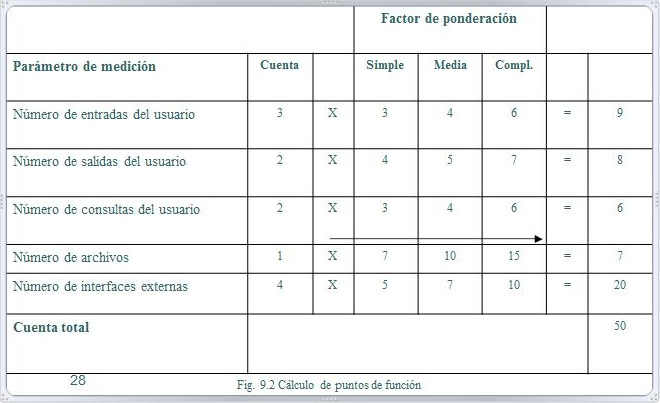 Factor de ponderación
Parámetro de medición Cuenta Simple Media Compl.
Número de entradas del usuario 3 X 3 4 6 = 9
Número de salidas del usuario 2 X 4 5 7 = 8
Número de consultas del usuario 2 X 3 4 6 = 6
Número de archivos 1 X 7 10 15 = 7
Número de interfaces externas 4 X 5 7 10 = 20
Cuenta total 50
28 Fig. 9.2 Cálculo de puntos de función